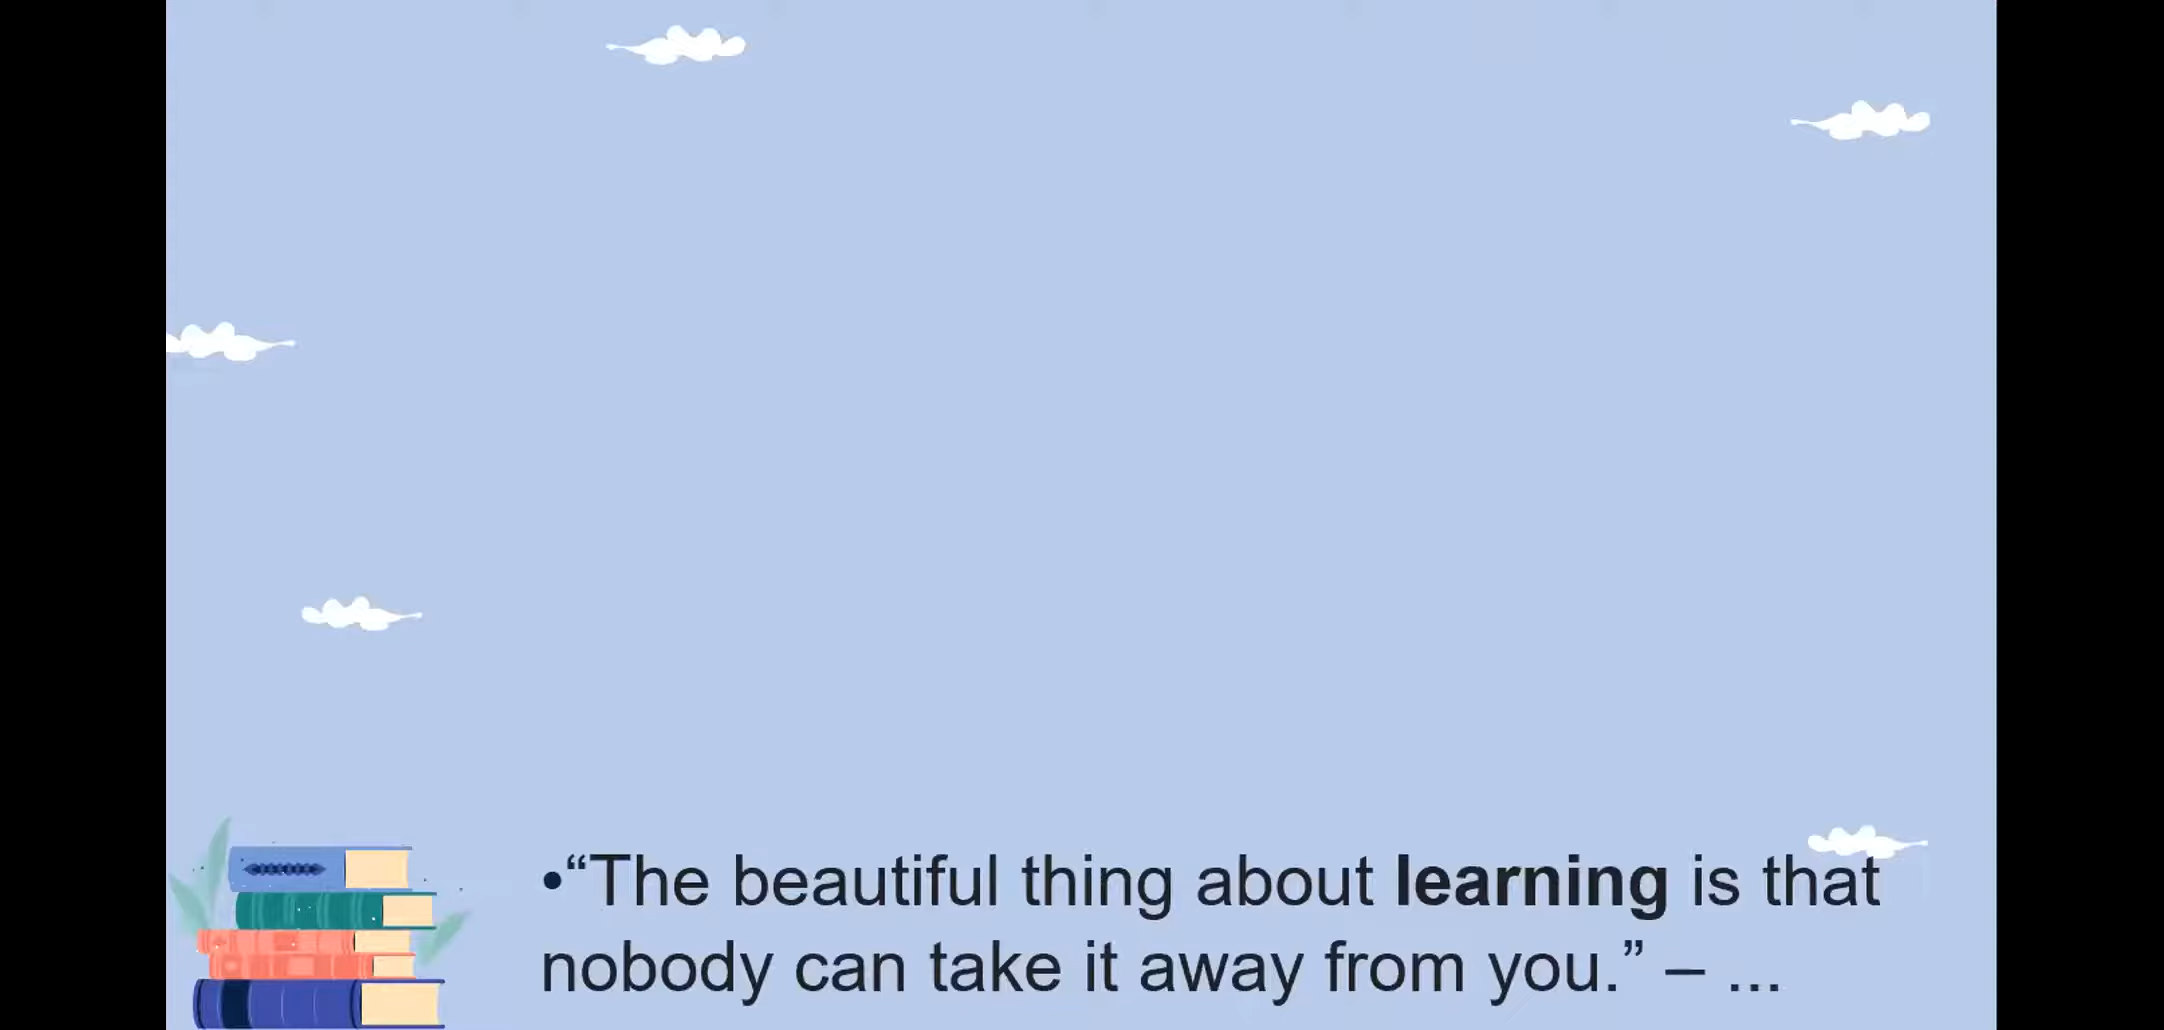 •“The beautiful thing about learning is that
nobody can take it away from you.” – ...